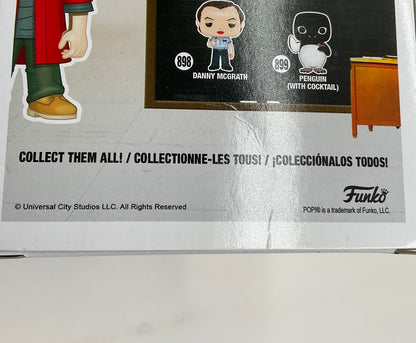 898
DANNY MCGRATH
899
PENGUIN
(WITH COCKTAIL)
COLLECT THEM ALL! / COLLECTIONNE-LES TOUS! / ¡COLECCIÓNALOS TODOS!
© Universal City Studios LLC. All Rights Reserved
Funko
POP!® is a trademark of Funko, LLC.